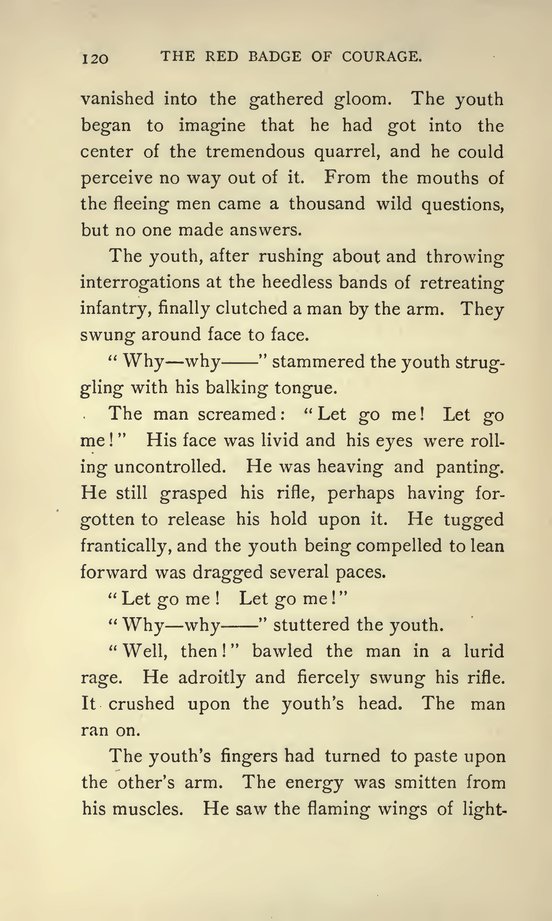 120 THE RED BADGE OF COURAGE.
vanished into the gathered gloom. The youth
began to imagine that he had got into the
center of the tremendous quarrel, and he could
perceive no way out of it. From the mouths of
the fleeing men came a thousand wild questions,
but no one made answers.
The youth, after rushing about and throwing
interrogations at the heedless bands of retreating
infantry, finally clutched a man by the arm. They
swung around face to face.
“ Why—why——” stammered the youth strug-
gling with his balking tongue.
The man screamed : “ Let go me ! Let go
me ! ” His face was livid and his eyes were roll-
ing uncontrolled. He was heaving and panting.
He still grasped his rifle, perhaps having for-
gotten to release his hold upon it. He tugged
frantically, and the youth being compelled to lean
forward was dragged several paces.
“ Let go me ! Let go me ! ”
“ Why—why——” stuttered the youth.
“ Well, then ! ” bawled the man in a lurid
rage. He adroitly and fiercely swung his rifle.
It crushed upon the youth’s head. The man
ran on.
The youth’s fingers had turned to paste upon
the other’s arm. The energy was smitten from
his muscles. He saw the flaming wings of light-